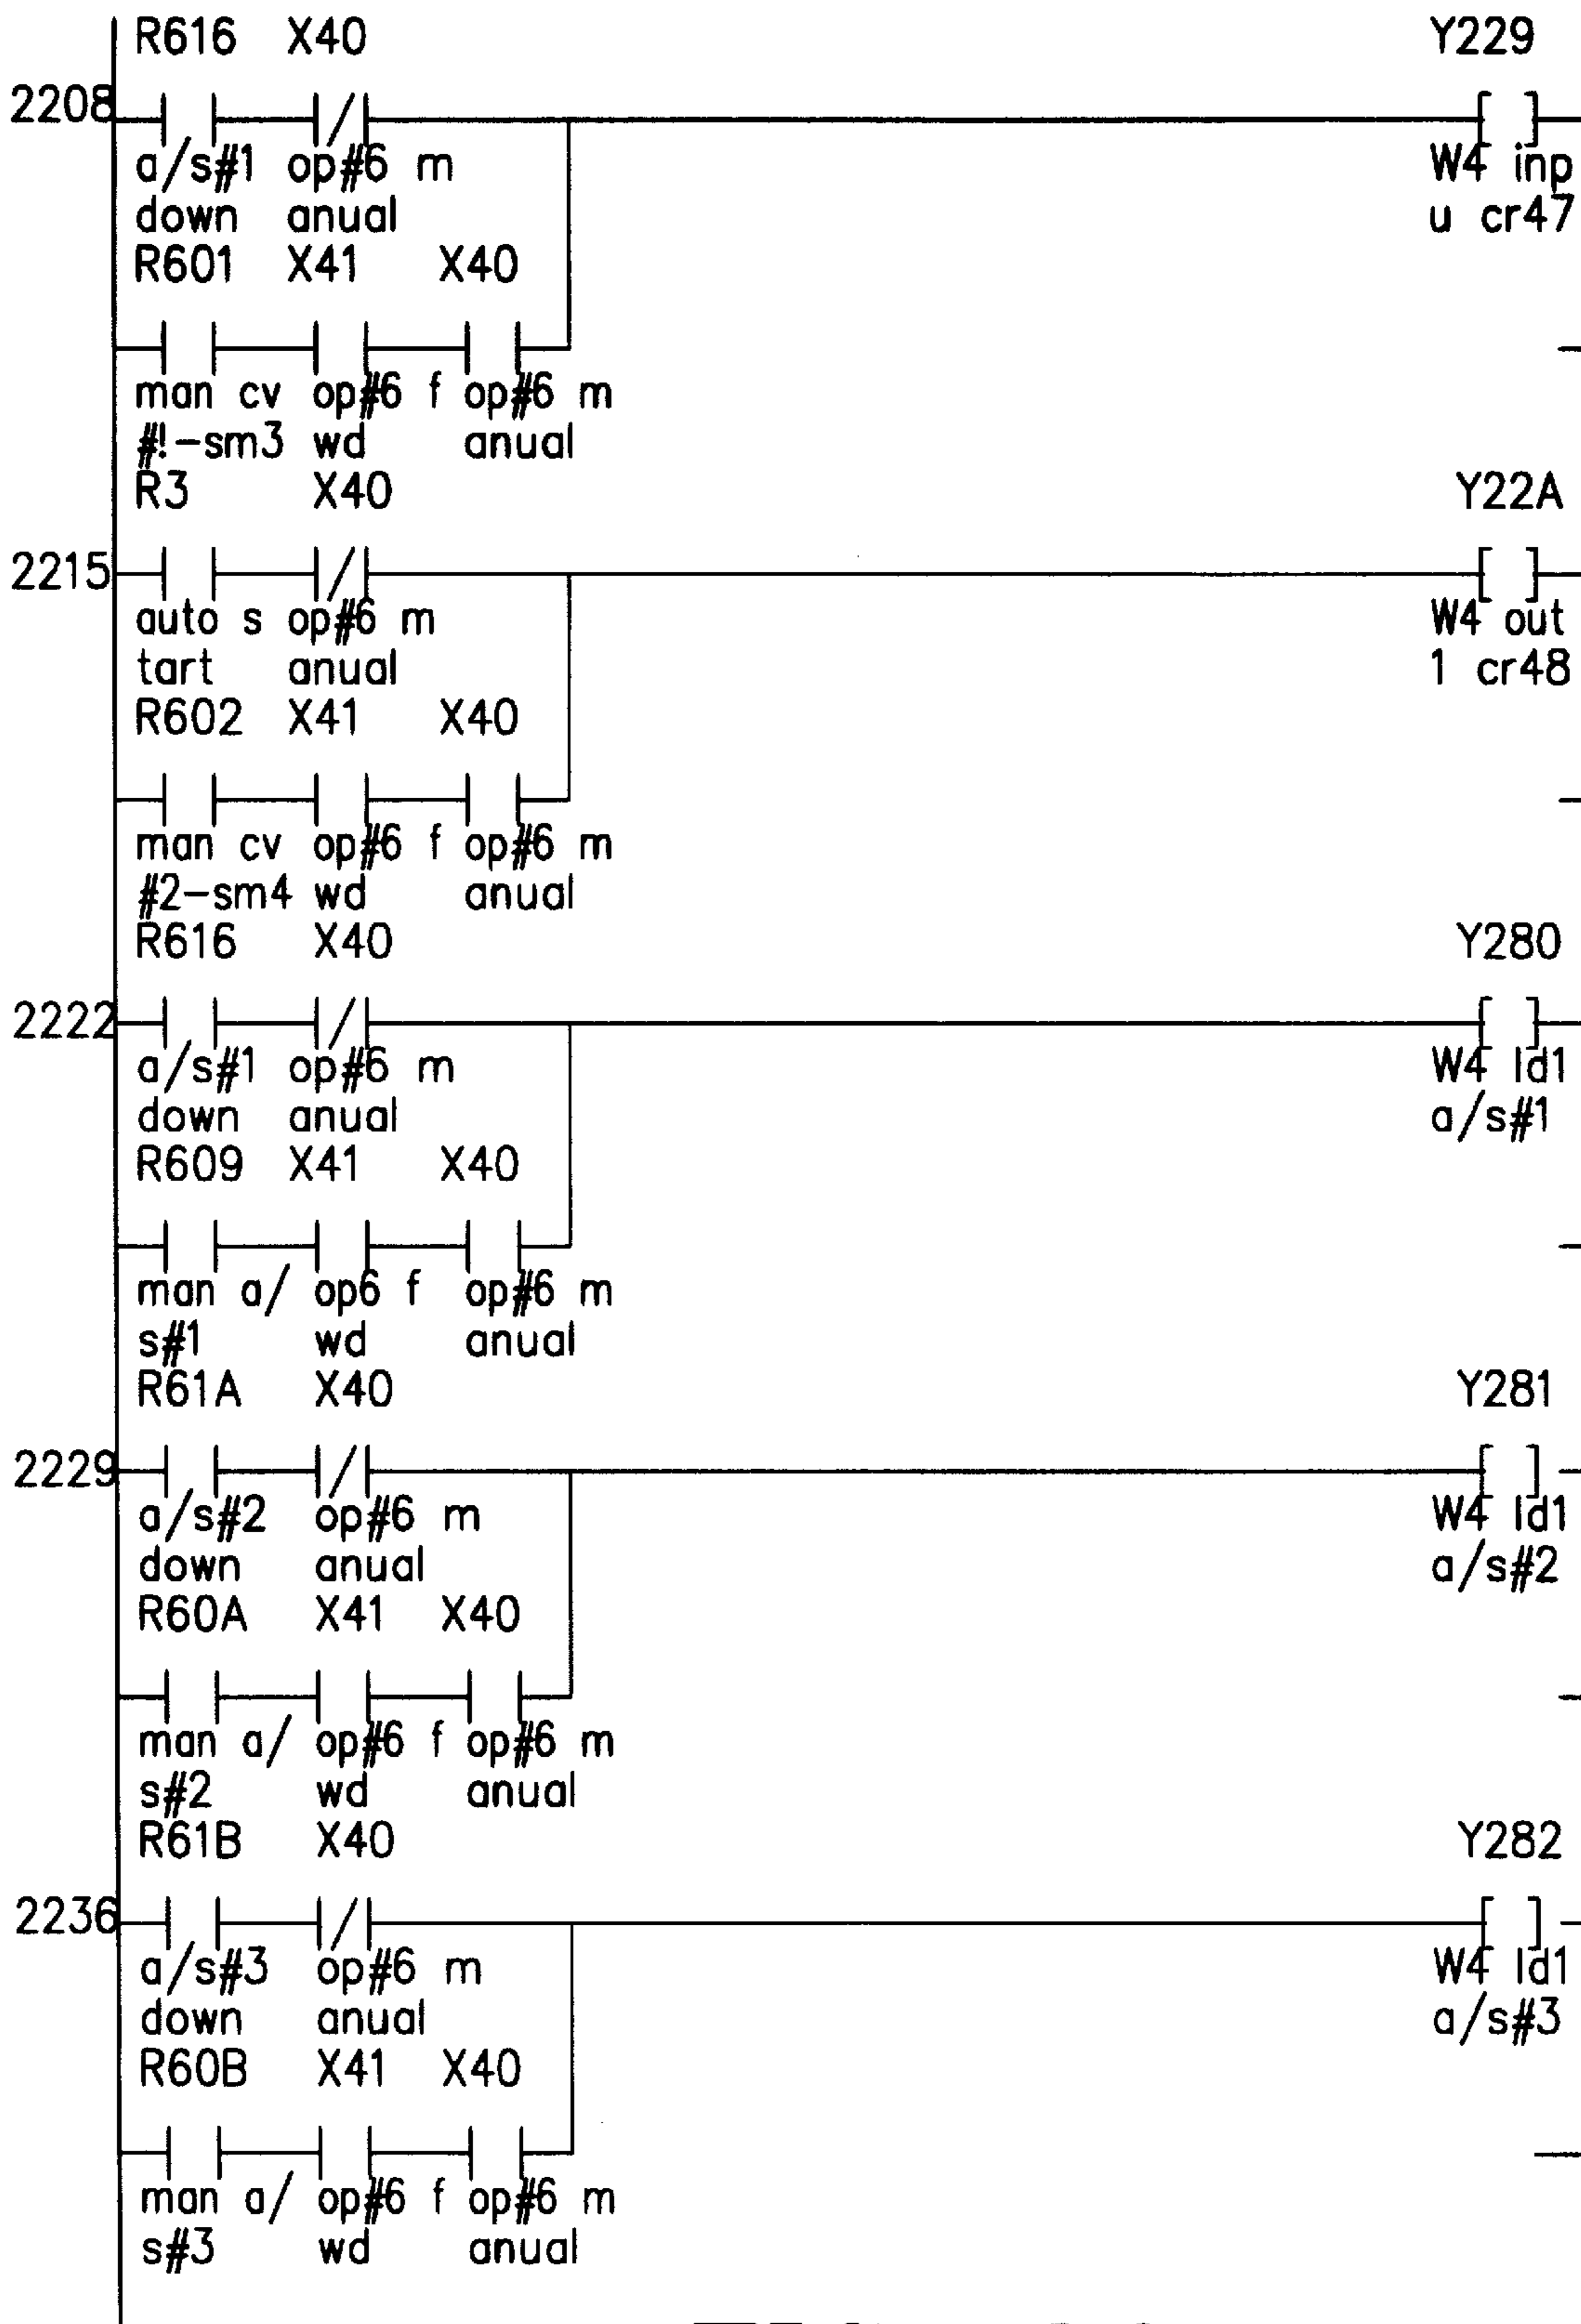 R616 X40 Y229
2208
a/s#1 op#6 m W4 inp
down anual u cr47
R601 X41 X40
man cv op#6 f op#6 m
#!-sm3 wd anual
R3 X40 Y22A
2215
auto s op#6 m W4 out
tart anual 1 cr48
R602 X41 X40
man cv op#6 f op#6 m
#2-sm4 wd anual
R616 X40 Y280
2222
a/s#1 op#6 m W4 ld1
down anual a/s#1
R609 X41 X40
man a/ op6 f op#6 m
s#1 wd anual
R61A X40 Y281
2229
a/s#2 op#6 m W4 ld1
down anual a/s#2
R60A X41 X40
man a/ op#6 f op#6 m
s#2 wd anual
R61B X40 Y282
2236
a/s#3 op#6 m W4 ld1
down anual a/s#3
R60B X41 X40
man a/ op#6 f op#6 m
s#3 wd anual